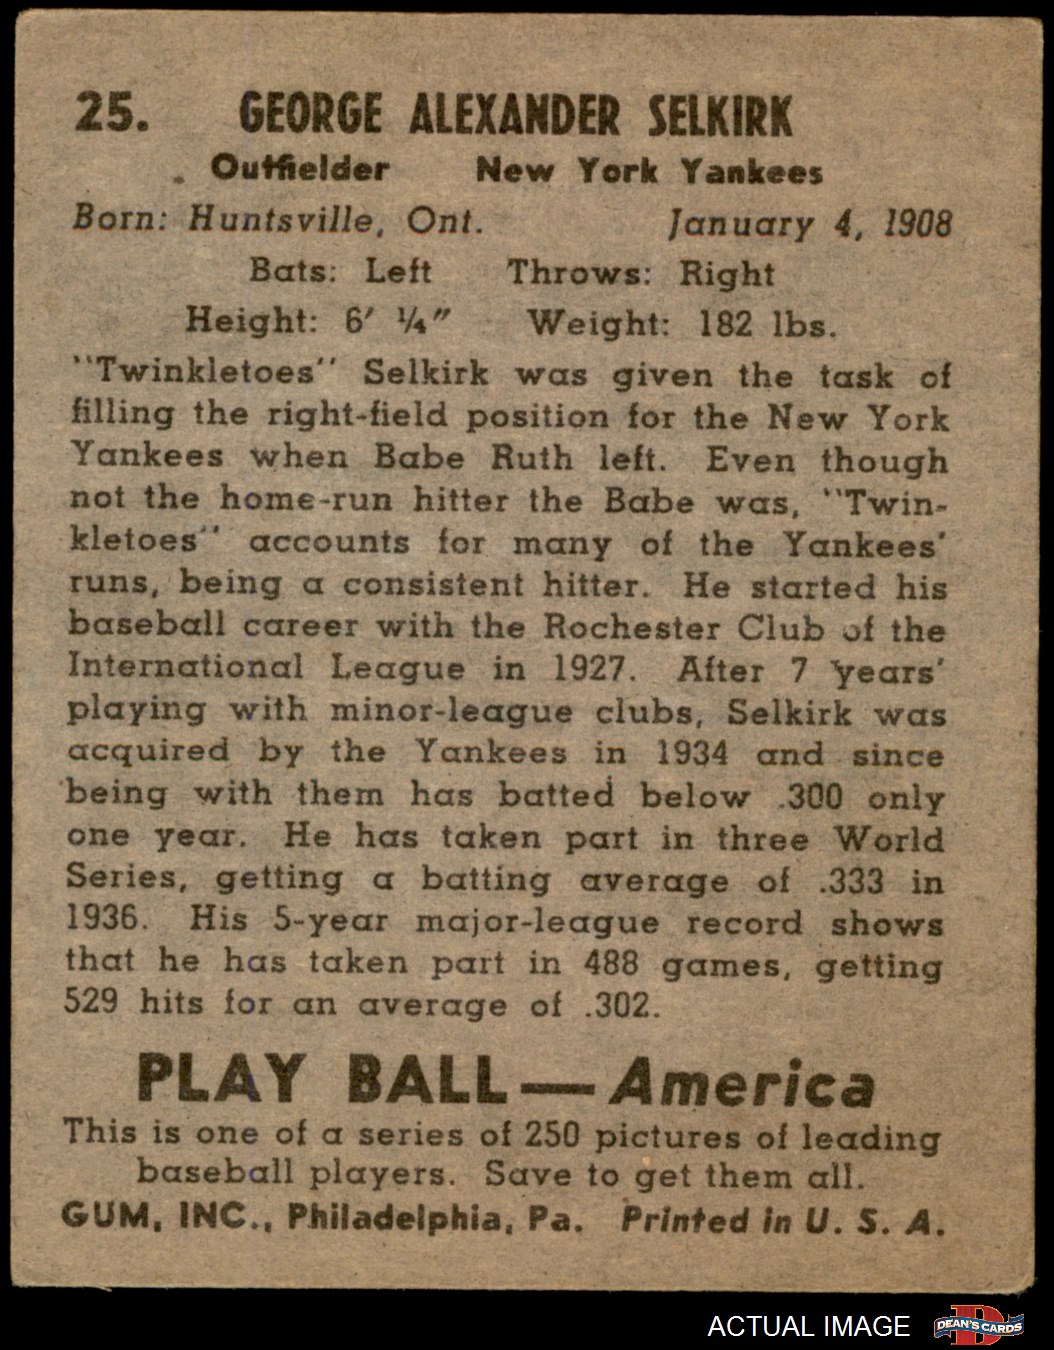 25. GEORGE ALEXANDER SELKIRK
Outfielder New York Yankees
Born: Huntsville, Ont. January 4, 1908
Bats: Left Throws: Right
Height: 6′ ¼″ Weight: 182 lbs.
"Twinkletoes" Selkirk was given the task of
filling the right-field position for the New York
Yankees when Babe Ruth left. Even though
not the home-run hitter the Babe was, "Twin-
kletoes" accounts for many of the Yankees'
runs, being a consistent hitter. He started his
baseball career with the Rochester Club of the
International League in 1927. After 7 years'
playing with minor-league clubs, Selkirk was
acquired by the Yankees in 1934 and since
being with them has batted below .300 only
one year. He has taken part in three World
Series, getting a batting average of .333 in
1936. His 5-year major-league record shows
that he has taken part in 488 games, getting
529 hits for an average of .302.
PLAY BALL—America
This is one of a series of 250 pictures of leading
baseball players. Save to get them all.
GUM, INC., Philadelphia, Pa. Printed in U. S. A.
ACTUAL IMAGE DEAN'S CARDS